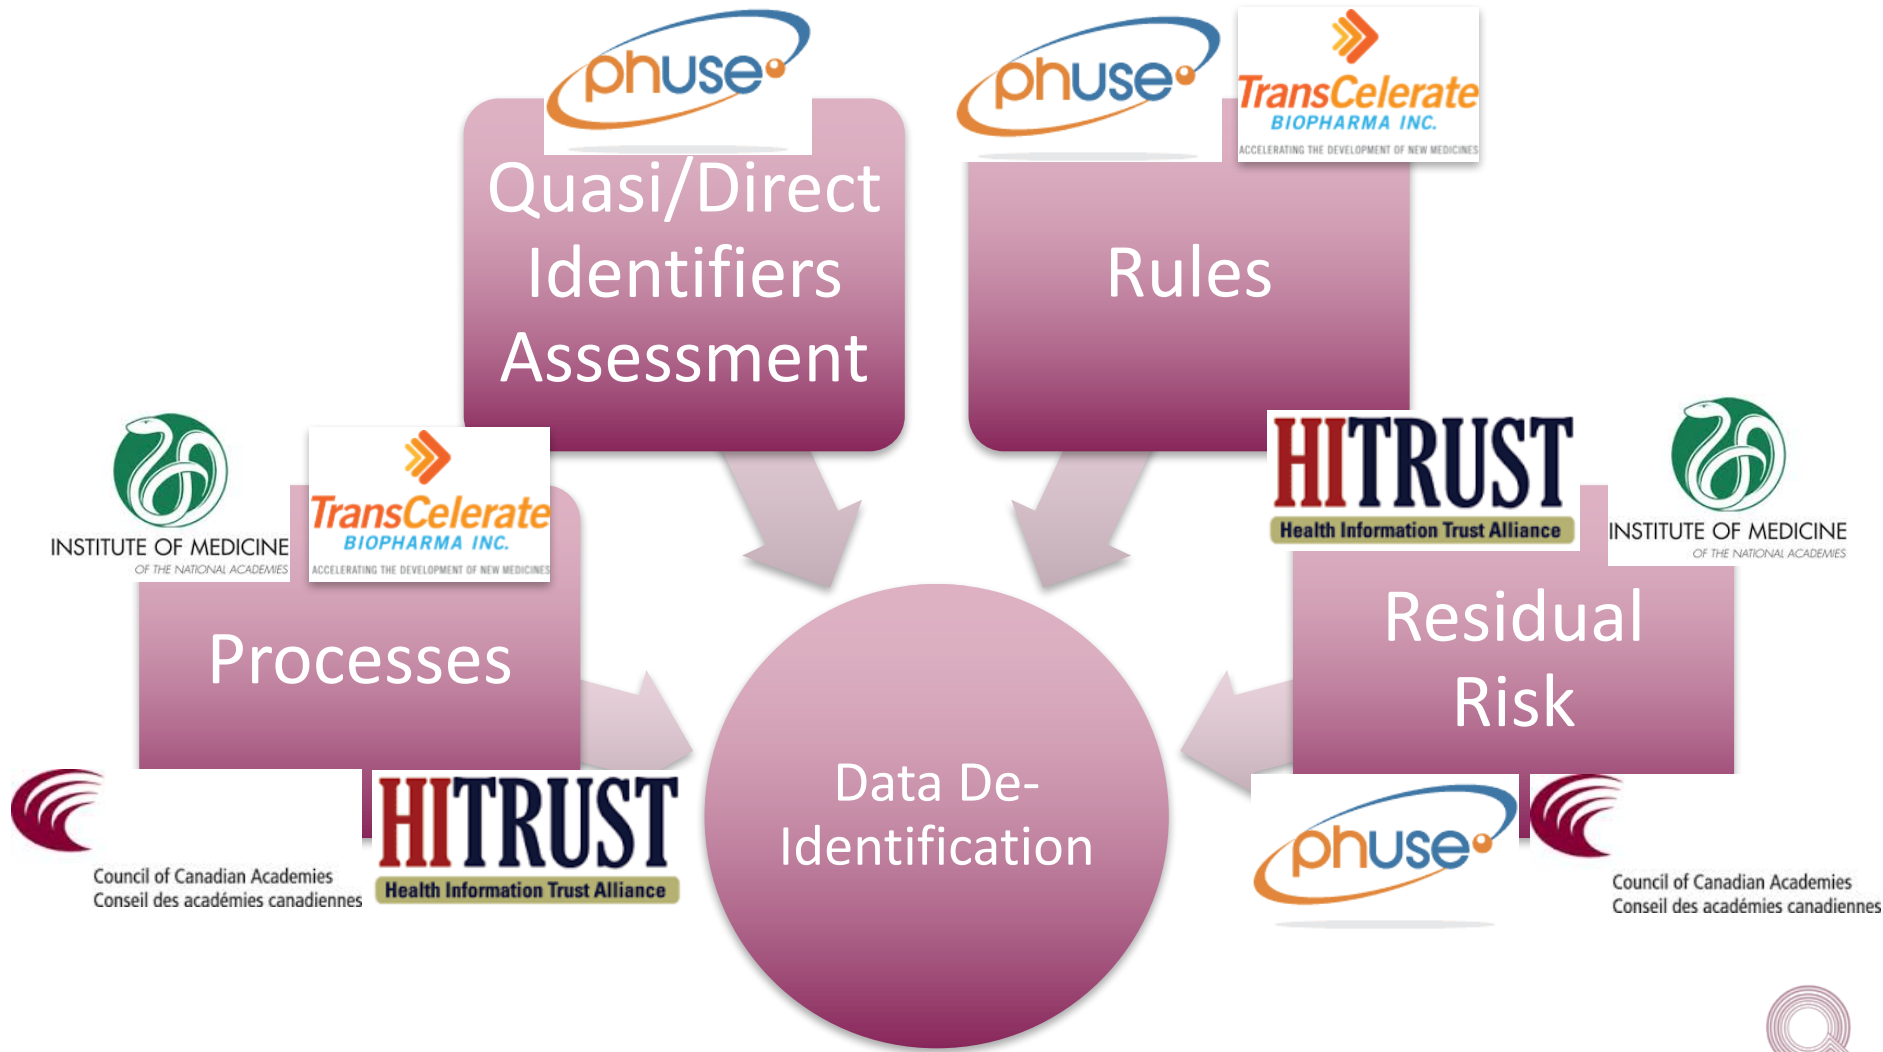 phuse
Quasi/Direct
Identifiers
Assessment
phuse
TransCelerate
BIOPHARMA INC.
ACCELERATING THE DEVELOPMENT OF NEW MEDICINES
Rules
INSTITUTE OF MEDICINE
OF THE NATIONAL ACADEMIES
TransCelerate
BIOPHARMA INC.
ACCELERATING THE DEVELOPMENT OF NEW MEDICINES
Processes
Council of Canadian Academies
Conseil des académies canadiennes
HITRUST
Health Information Trust Alliance
HITRUST
Health Information Trust Alliance
INSTITUTE OF MEDICINE
OF THE NATIONAL ACADEMIES
Residual
Risk
phuse
Council of Canadian Academies
Conseil des académies canadiennes
Data De-
Identification